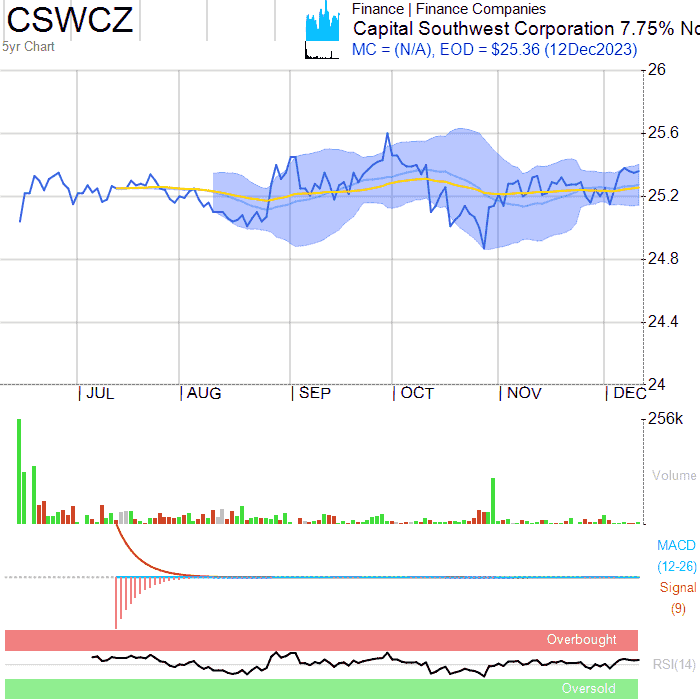 CSWCZ
5yr Chart
Finance | Finance Companies
Capital Southwest Corporation 7.75% No
MC = (N/A), EOD = $25.36 (12Dec2023)
26
25.6
25.2
24.8
24.4
24
JUL AUG SEP OCT NOV DEC
256k
Volume
MACD
(12-26)
Signal
(9)
Overbought
RSI(14)
Oversold